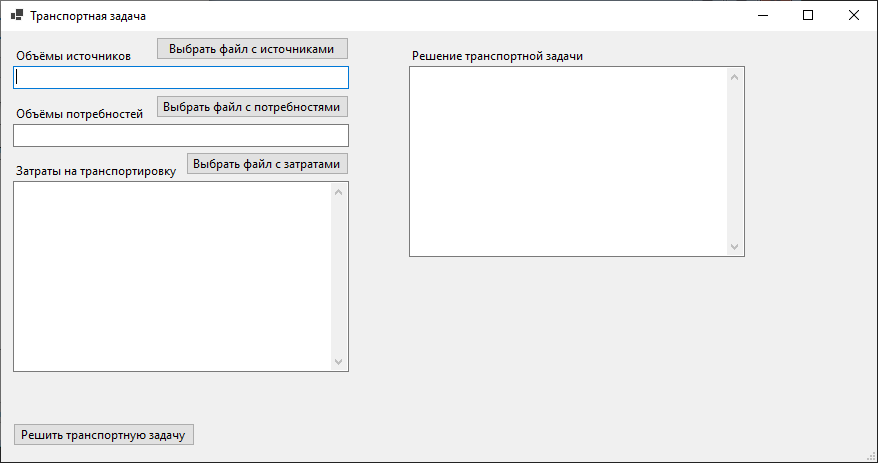 Транспортная задача
Объёмы источников
Выбрать файл с источниками
Объёмы потребностей
Выбрать файл с потребностями
Затраты на транспортировку
Выбрать файл с затратами
Решить транспортную задачу
Решение транспортной задачи